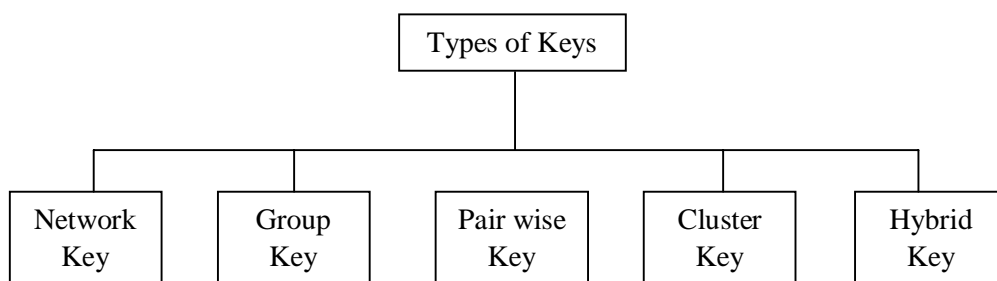 Types of Keys
Network
Key
Group
Key
Pair wise
Key
Cluster
Key
Hybrid
Key